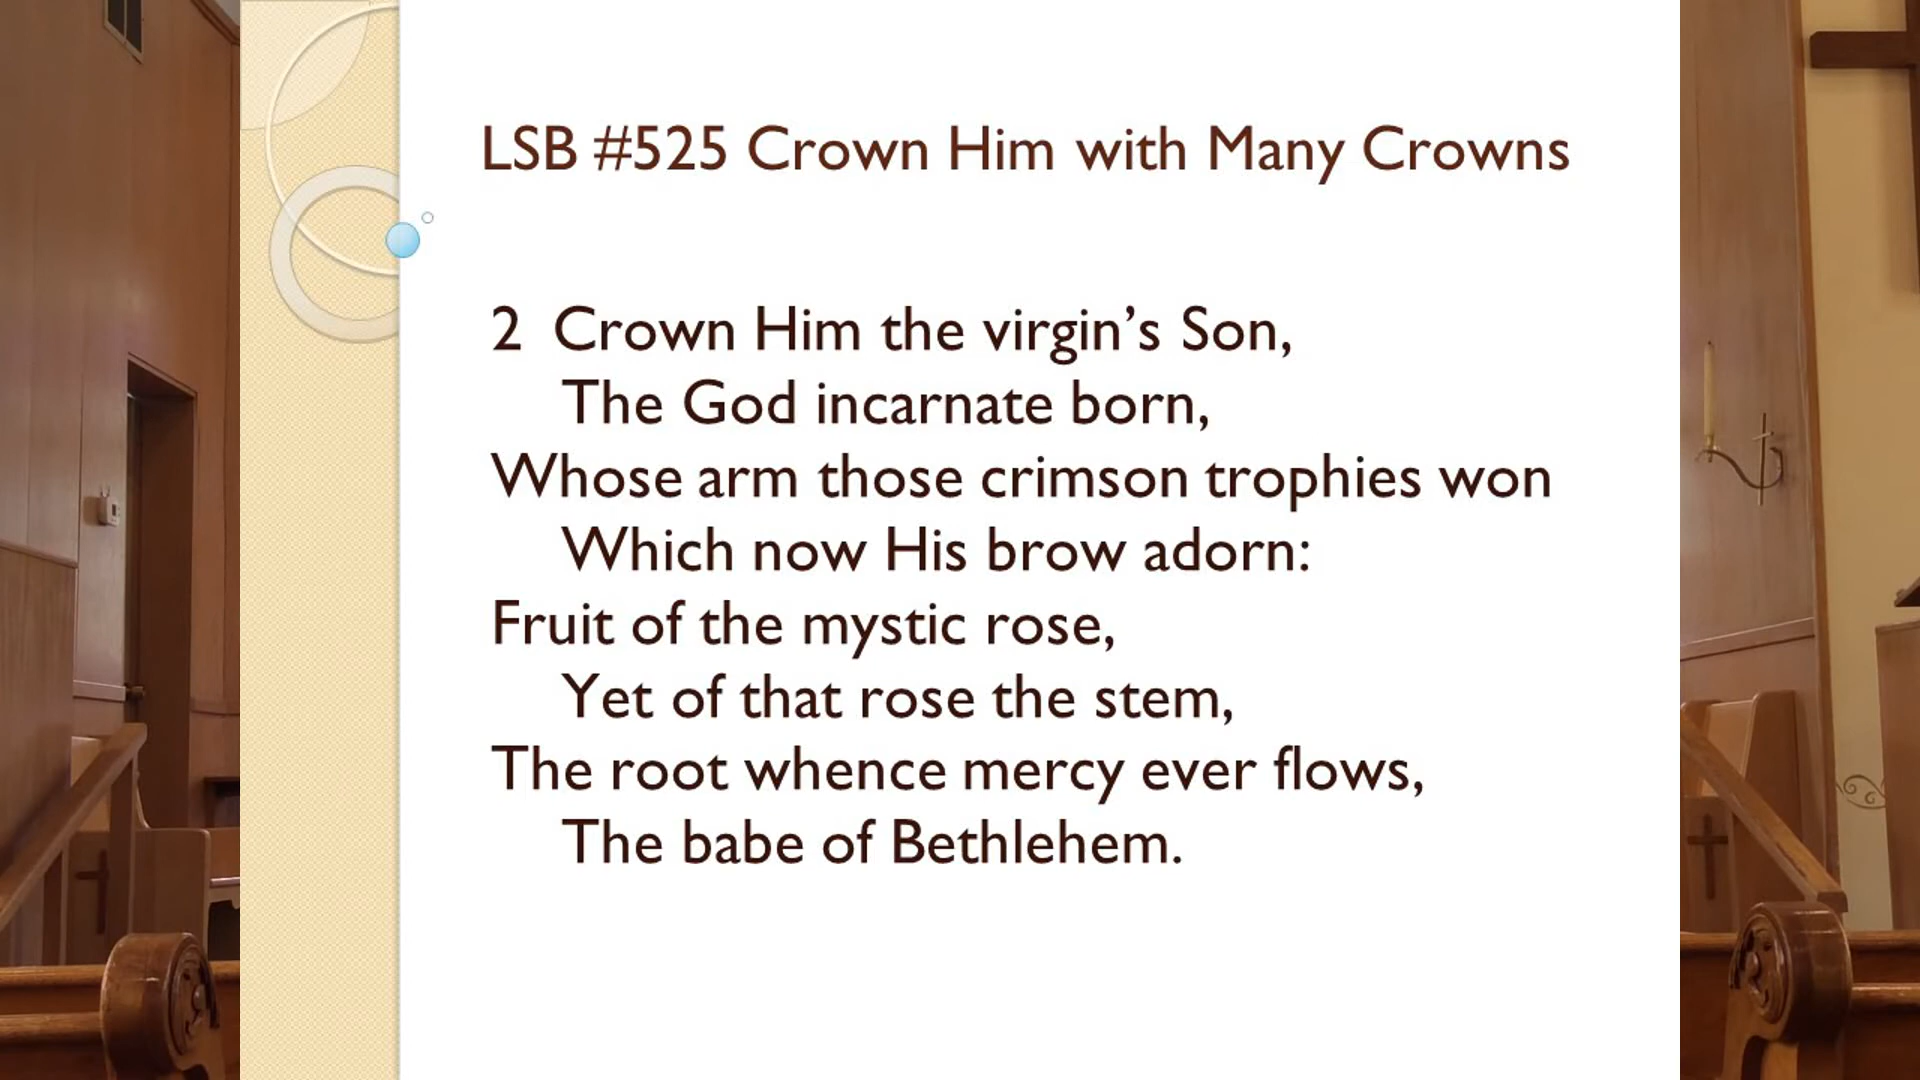 LSB #525 Crown Him with Many Crowns
2 Crown Him the virgin’s Son,
The God incarnate born,
Whose arm those crimson trophies won
Which now His brow adorn:
Fruit of the mystic rose,
Yet of that rose the stem,
The root whence mercy ever flows,
The babe of Bethlehem.